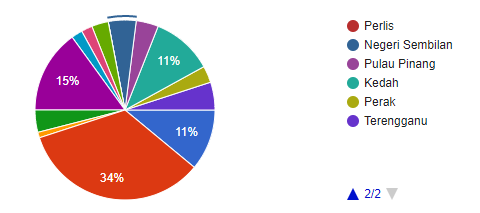 Perlis
Negeri Sembilan
Pulau Pinang
Kedah
Perak
Terengganu
2/2
11%
15%
11%
34%